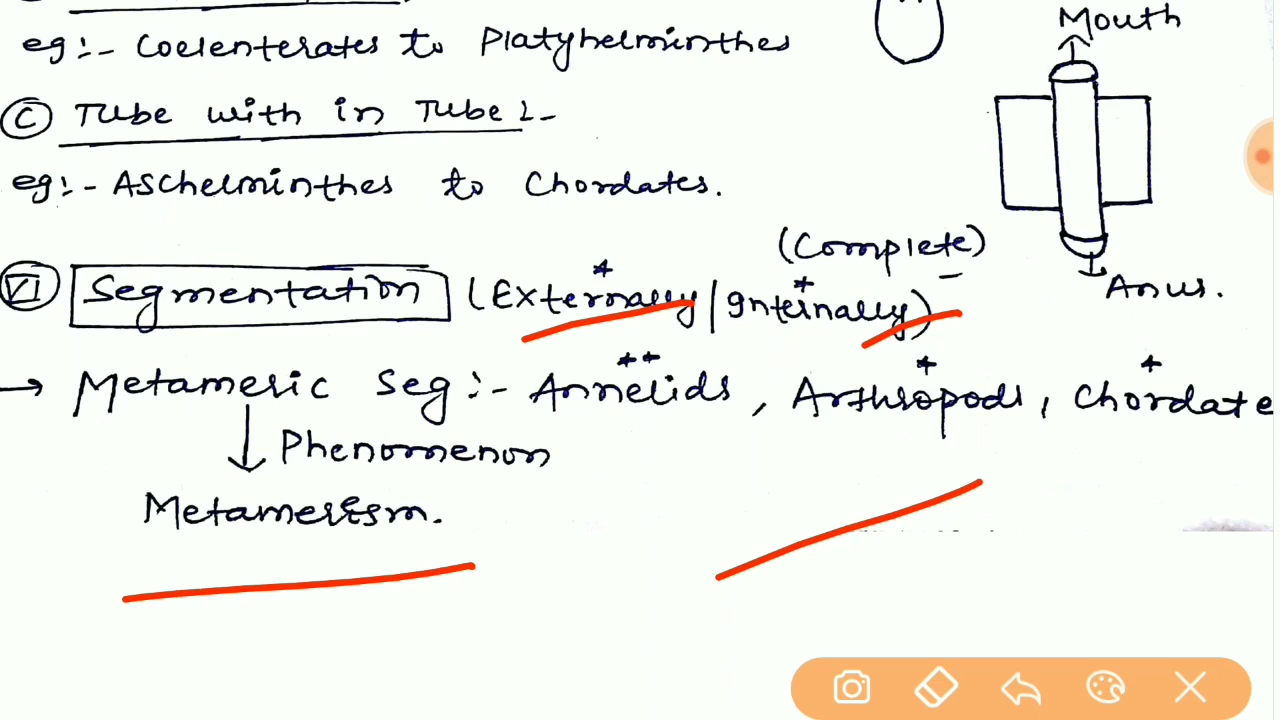 eg:- Coelenterates to Platyhelminthes
Mouth
(C) Tube with in Tube :-
eg:- Aschelminthes to Chordates.
Anus.
(Complete)
(VI) Segmentation (Externally / Internally)
→ Metameric Seg :- Annelids, Arthropods, Chordate
Phenomenon
Metamerism.